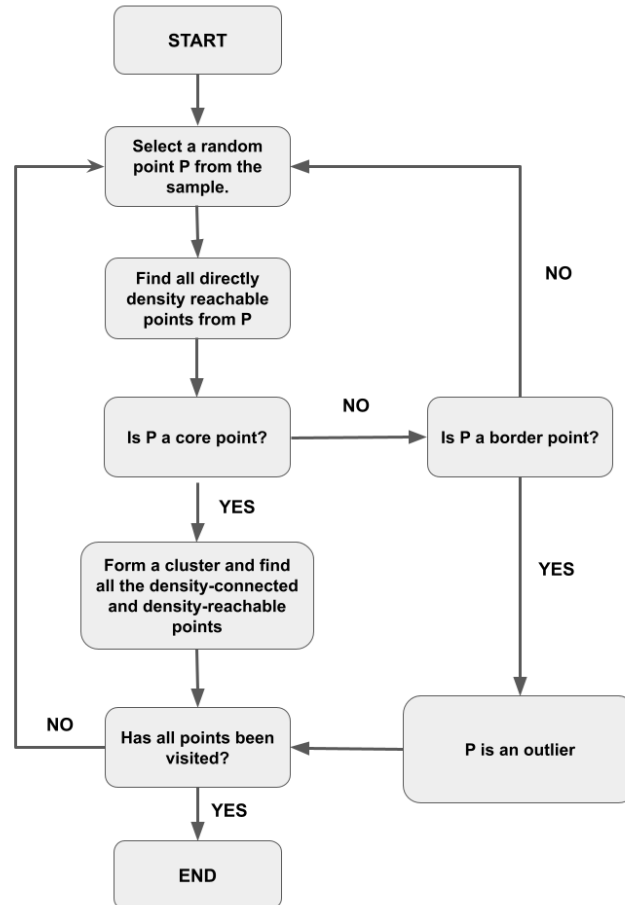 START
Select a random
point P from the
sample.
Find all directly
density reachable
points from P
NO
NO
Is P a core point?
Is P a border point?
YES
Form a cluster and find
all the density-connected
and density-reachable
points
YES
NO
Has all points been
visited?
P is an outlier
YES
END